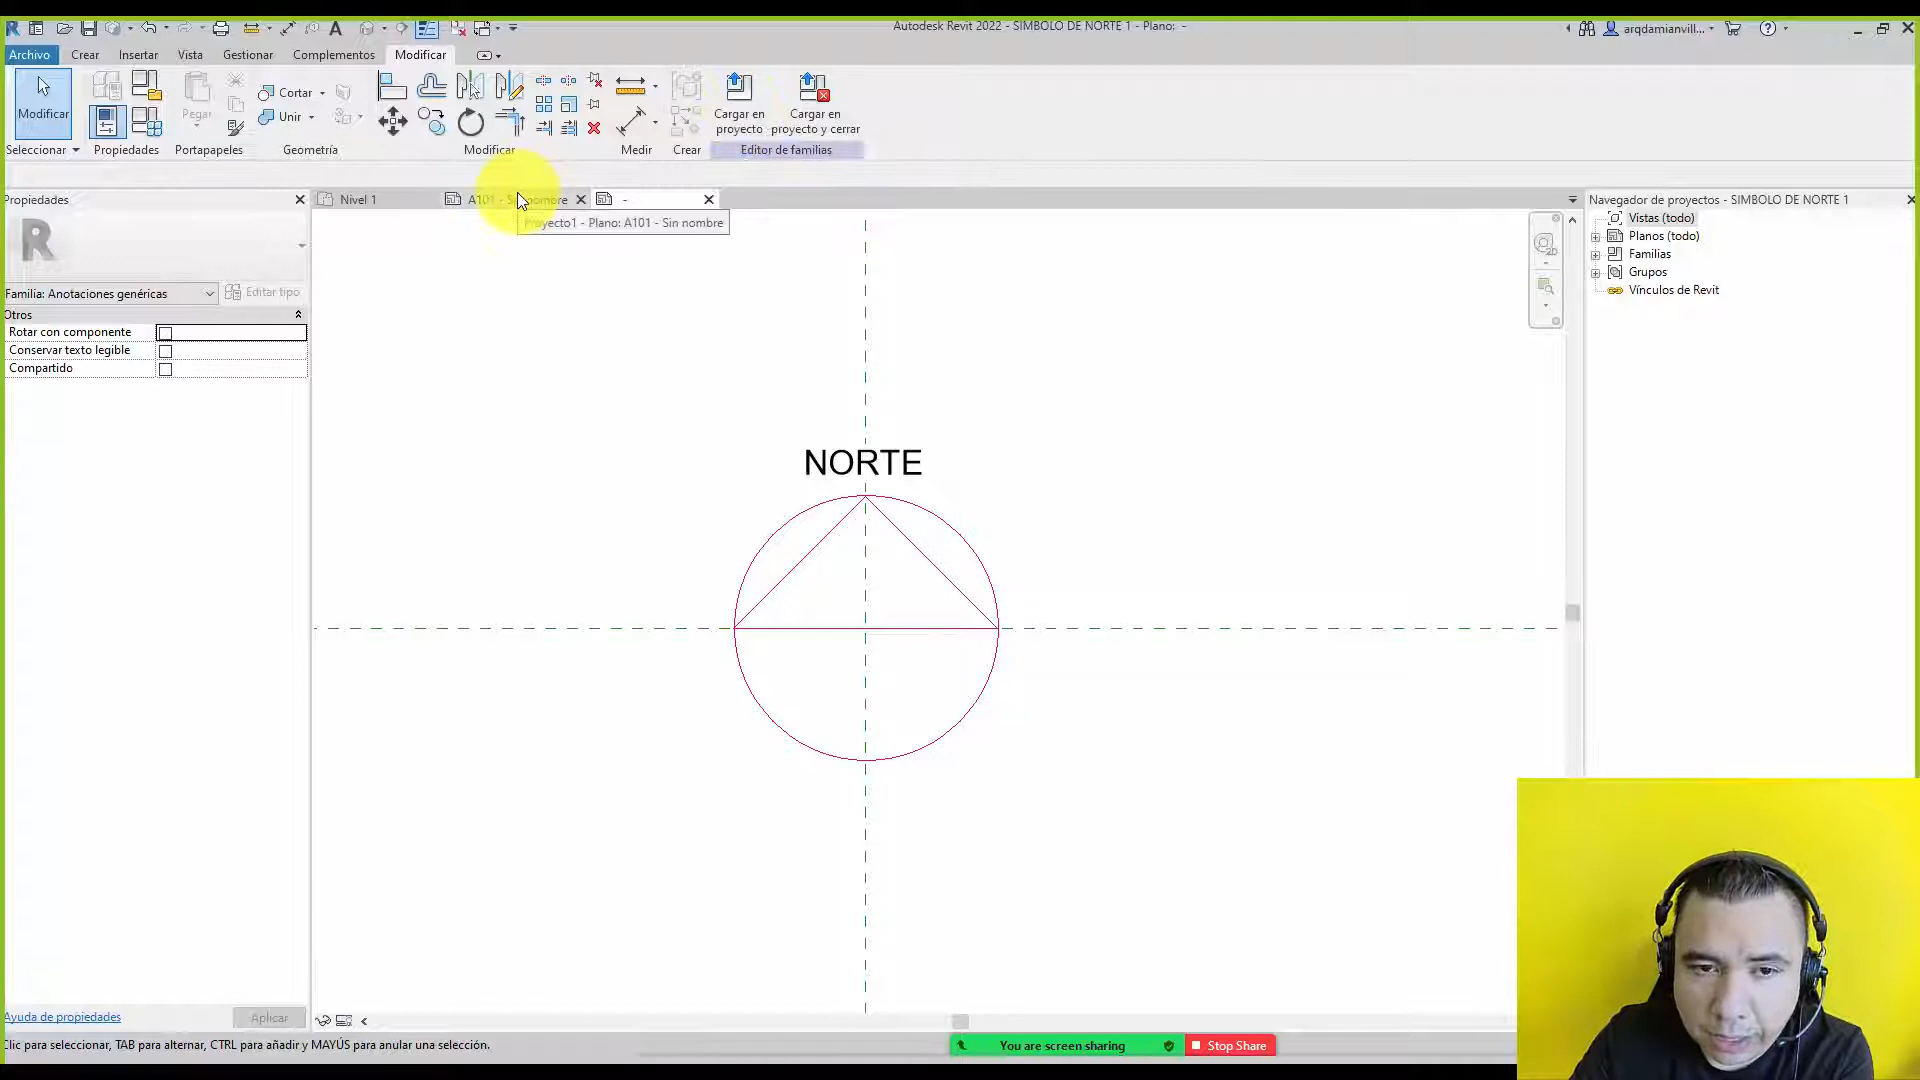 Autodesk Revit 2022 - SIMBOLO DE NORTE 1 - Plano: -
arqdamianvill...
Archivo Crear Insertar Vista Gestionar Complementos Modificar
Modificar
Pegar
Cortar
Unir
Cargar en proyecto
Cargar en proyecto y cerrar
Seleccionar Propiedades Portapapeles Geometría Modificar Medir Crear Editor de familias
Propiedades
Nivel 1
A101 - Sin nombre
-
Proyecto1 - Plano: A101 - Sin nombre
Navegador de proyectos - SIMBOLO DE NORTE 1
Vistas (todo)
Planos (todo)
Familias
Grupos
Vínculos de Revit
R
Familia: Anotaciones genéricas
Editar tipo
Otros
Rotar con componente
Conservar texto legible
Compartido
NORTE
2D
Ayuda de propiedades
Aplicar
Clic para seleccionar, TAB para alternar, CTRL para añadir y MAYÚS para anular una selección.
You are screen sharing
Stop Share